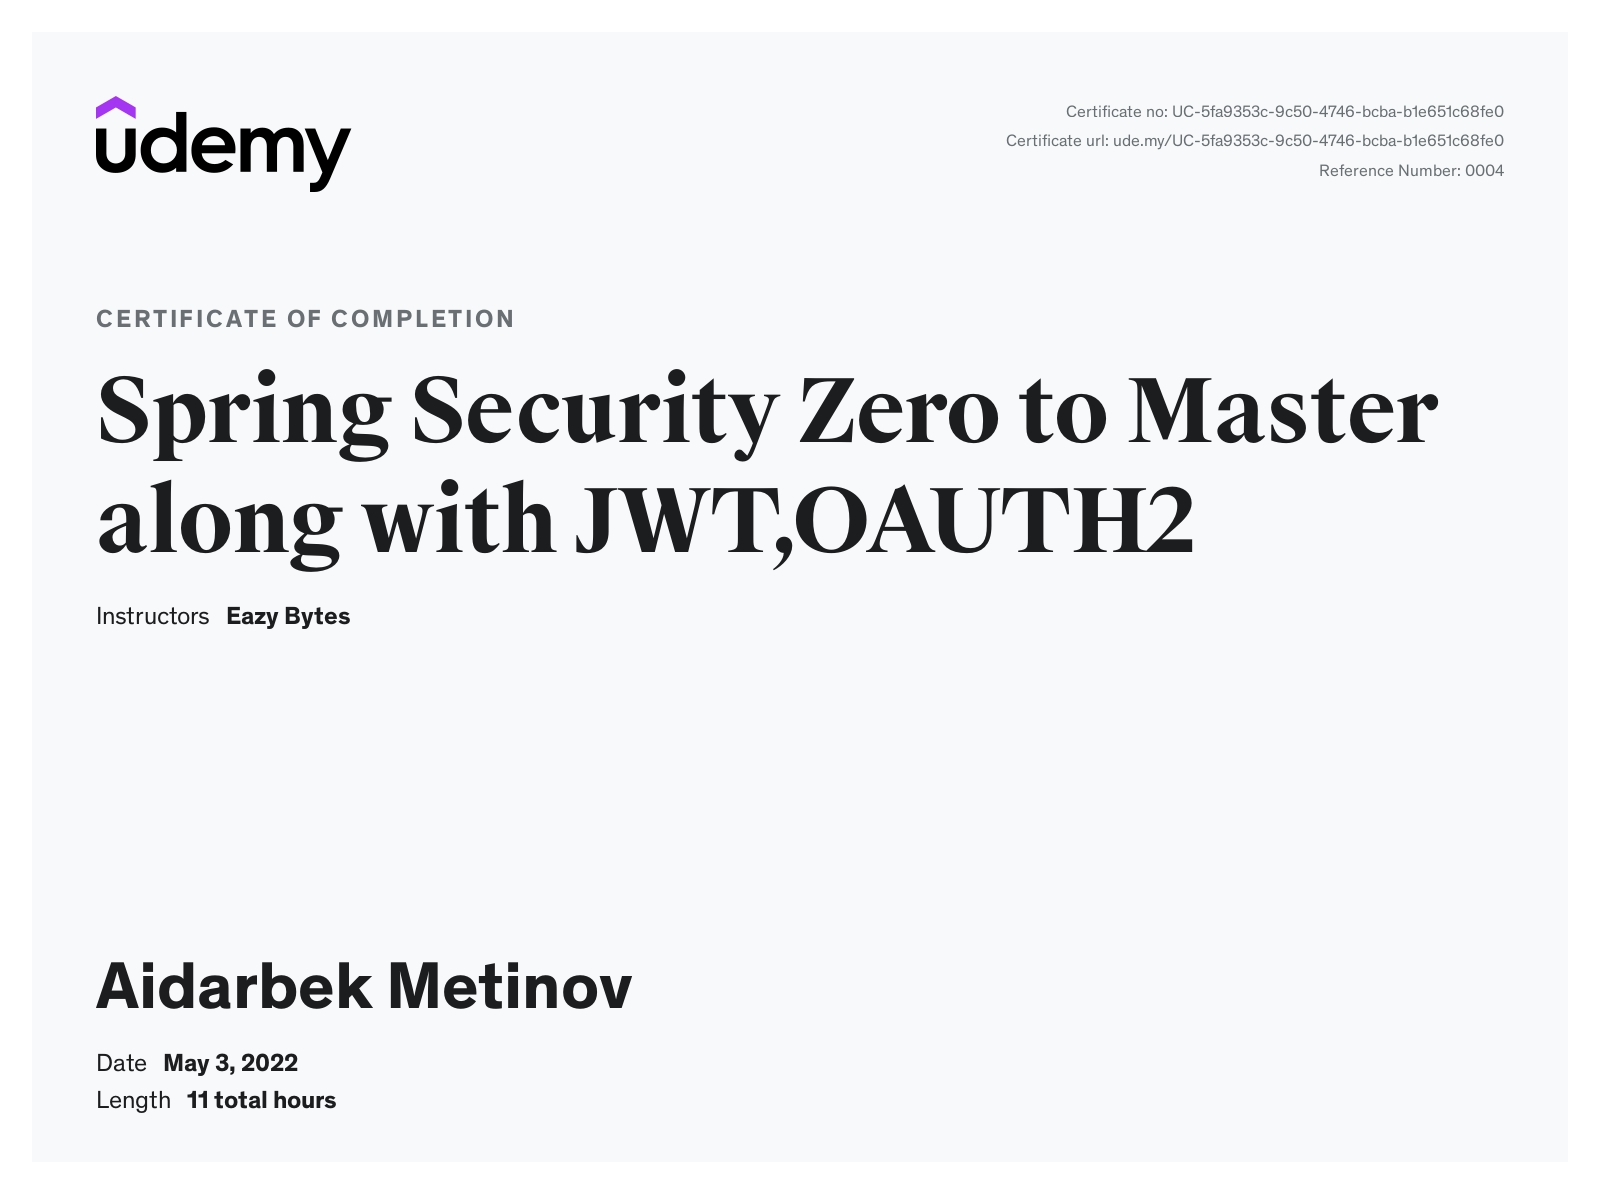 udemy
Certificate no: UC-5fa9353c-9c50-4746-bcba-b1e651c68fe0
Certificate url: ude.my/UC-5fa9353c-9c50-4746-bcba-b1e651c68fe0
Reference Number: 0004
CERTIFICATE OF COMPLETION
Spring Security Zero to Master
along with JWT,OAUTH2
Instructors Eazy Bytes
Aidarbek Metinov
Date May 3, 2022
Length 11 total hours